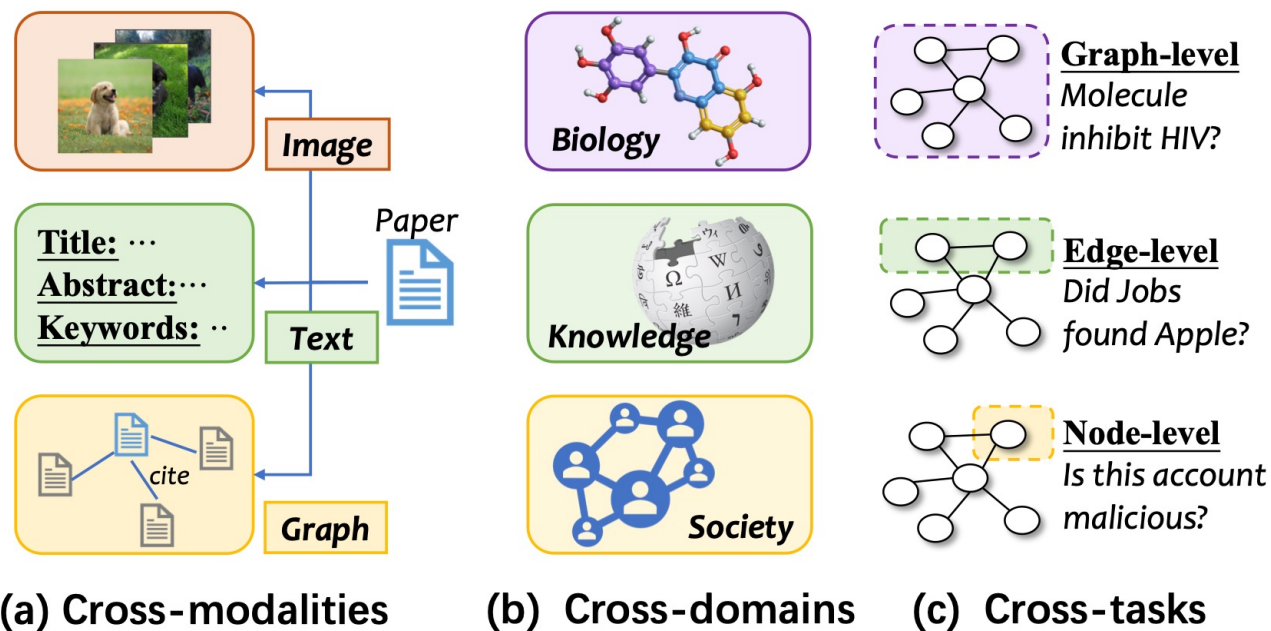 Image
Title: ···
Abstract:···
Keywords: ··
Text
Paper
cite
Graph
(a) Cross-modalities
Biology
Knowledge
Ω
W
И
維
Society
(b) Cross-domains
Graph-level
Molecule
inhibit HIV?
Edge-level
Did Jobs
found Apple?
Node-level
Is this account
malicious?
(c) Cross-tasks